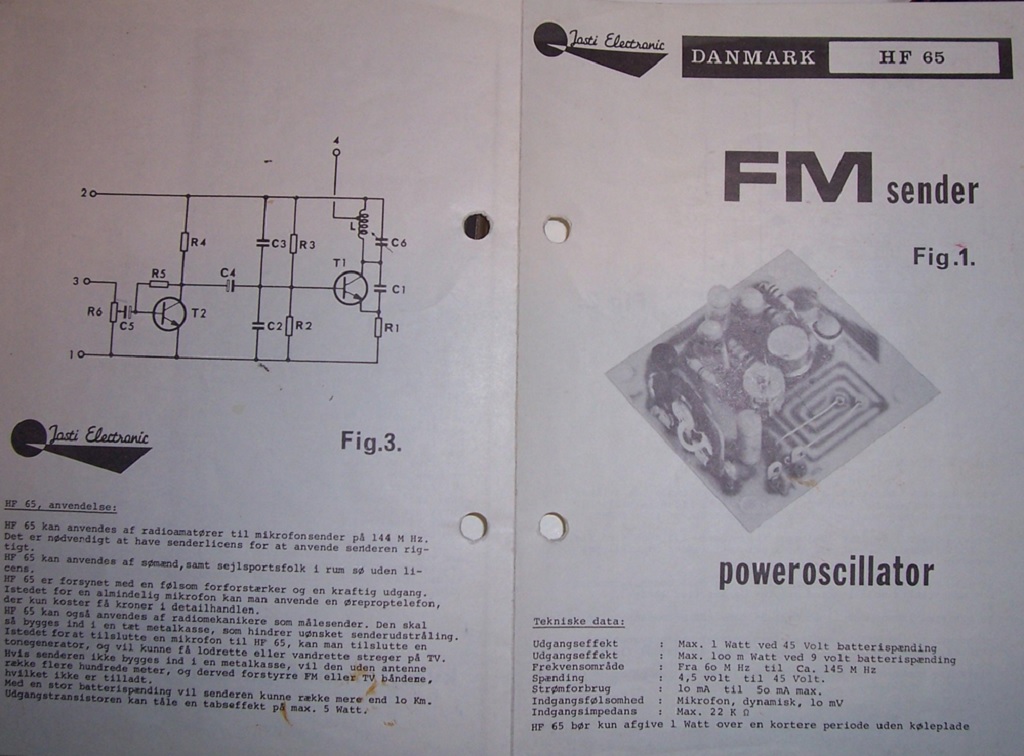 4
2
R4
C3
R3
L
C6
T1
3
R5
C4
C1
R6
C5
T2
C2
R2
R1
1
Josti Electronic
Fig.3.
HF 65, anvendelse:
HF 65 kan anvendes af radioamatører til mikrofonsender på 144 M Hz.
Det er nødverdigt at have senderlicens for at anvende senderen rig-
tigt.
HF 65 kan anvendes af sømænd,samt sejlsportsfolk i rum sø uden li-
cens.
HF 65 er forsynet med en følsom forforstærker og en kraftig udgang.
Istedet for en almindelig mikrofon kan man anvende en øreproptelefon,
der kun koster få kroner i detailhandlen.
HF 65 kan også anvendes af radiomekanikere som målesender. Den skal
så bygges ind i en tæt metalkasse, som hindrer uønsket senderudstråling.
Istedet forat tilslutte en mikrofon til HF 65, kan man tilslutte en
tonegenerator, og vil kunne få lodrette eller vandrette streger på TV.
Hvis senderen ikke bygges ind i en metalkasse, vil den uden antenne
række flere hundrede meter, og derved forstyrre FM eller TV båndene,
hvilket ikke er tilladt.
Med en stor batterispænding vil senderen kunne række mere end lo Km.
Udgangstransistoren kan tåle en tabseffekt på max. 5 Watt.
Josti Electronic
DANMARK HF 65
FM sender
Fig.1.
poweroscillator
Tekniske data:
Udgangseffekt : Max. 1 Watt ved 45 Volt batterispænding
Udgangseffekt : Max. loo m Watt ved 9 volt batterispænding
Frekvensområde : Fra 6o M Hz til Ca. 145 M Hz
Spænding : 4,5 volt til 45 Volt.
Strømforbrug : lo mA til 5o mA max.
Indgangsfølsomhed : Mikrofon, dynamisk, lo mV
Indgangsimpedans : Max. 22 K Ω
HF 65 bør kun afgive 1 Watt over en kortere periode uden køleplade